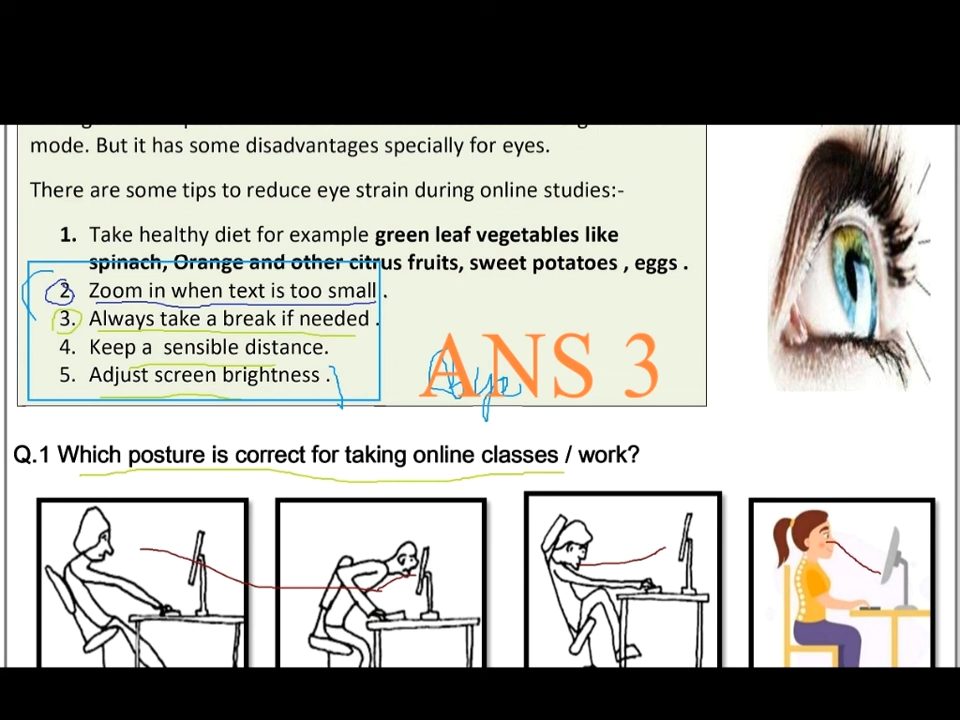 mode. But it has some disadvantages specially for eyes.
There are some tips to reduce eye strain during online studies:-
1. Take healthy diet for example green leaf vegetables like
spinach, Orange and other citrus fruits, sweet potatoes , eggs .
2. Zoom in when text is too small .
3. Always take a break if needed .
4. Keep a sensible distance.
5. Adjust screen brightness .
ANS 3
Q.1 Which posture is correct for taking online classes / work?